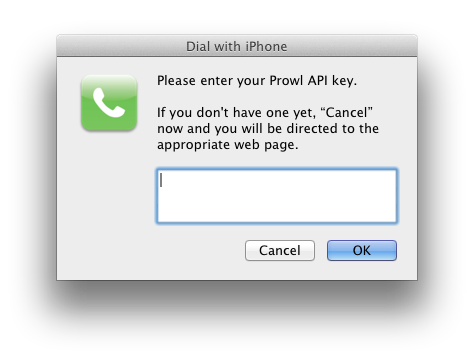 Dial with iPhone
Please enter your Prowl API key.
If you don't have one yet, “Cancel”
now and you will be directed to the
appropriate web page.
Cancel
OK